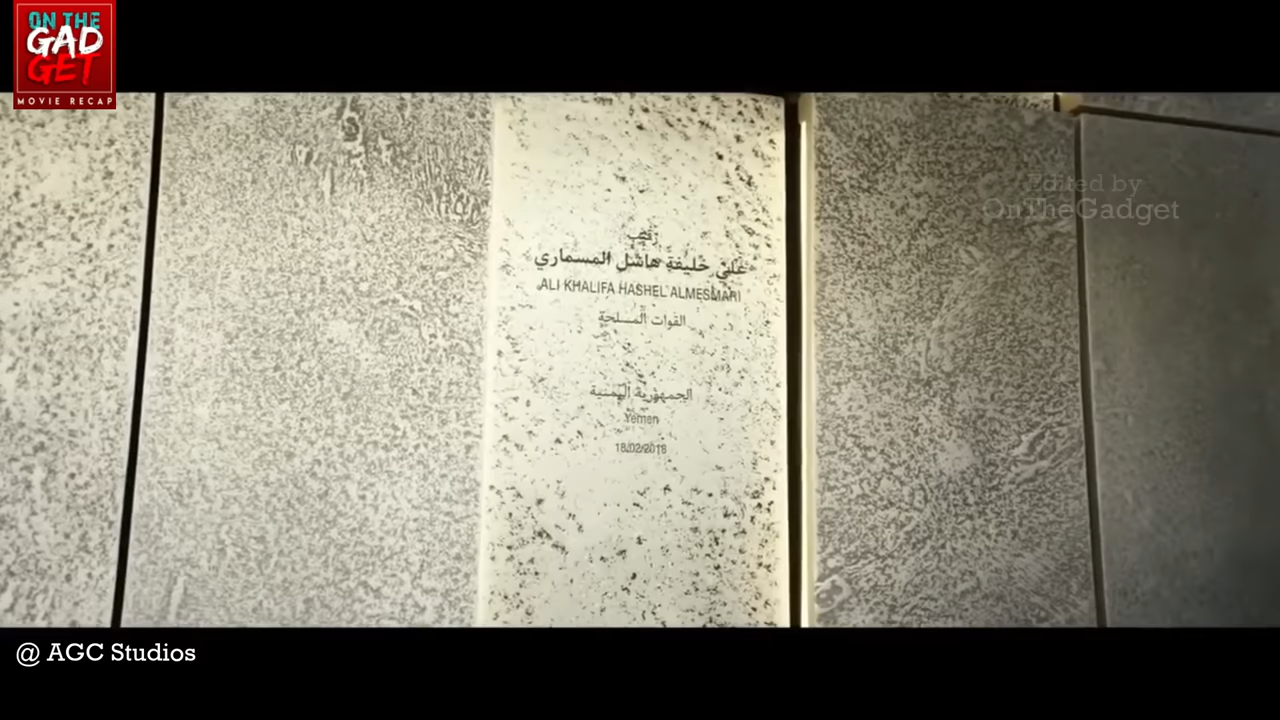 ON THE
GAD
GET
MOVIE RECAP
Edited by
OnTheGadget
رقيب
علي خليفة هاشل المسماري
ALI KHALIFA HASHEL ALMESMARI
القوات المسلحة
الجمهورية اليمنية
Yemen
18/02/2018
@ AGC Studios